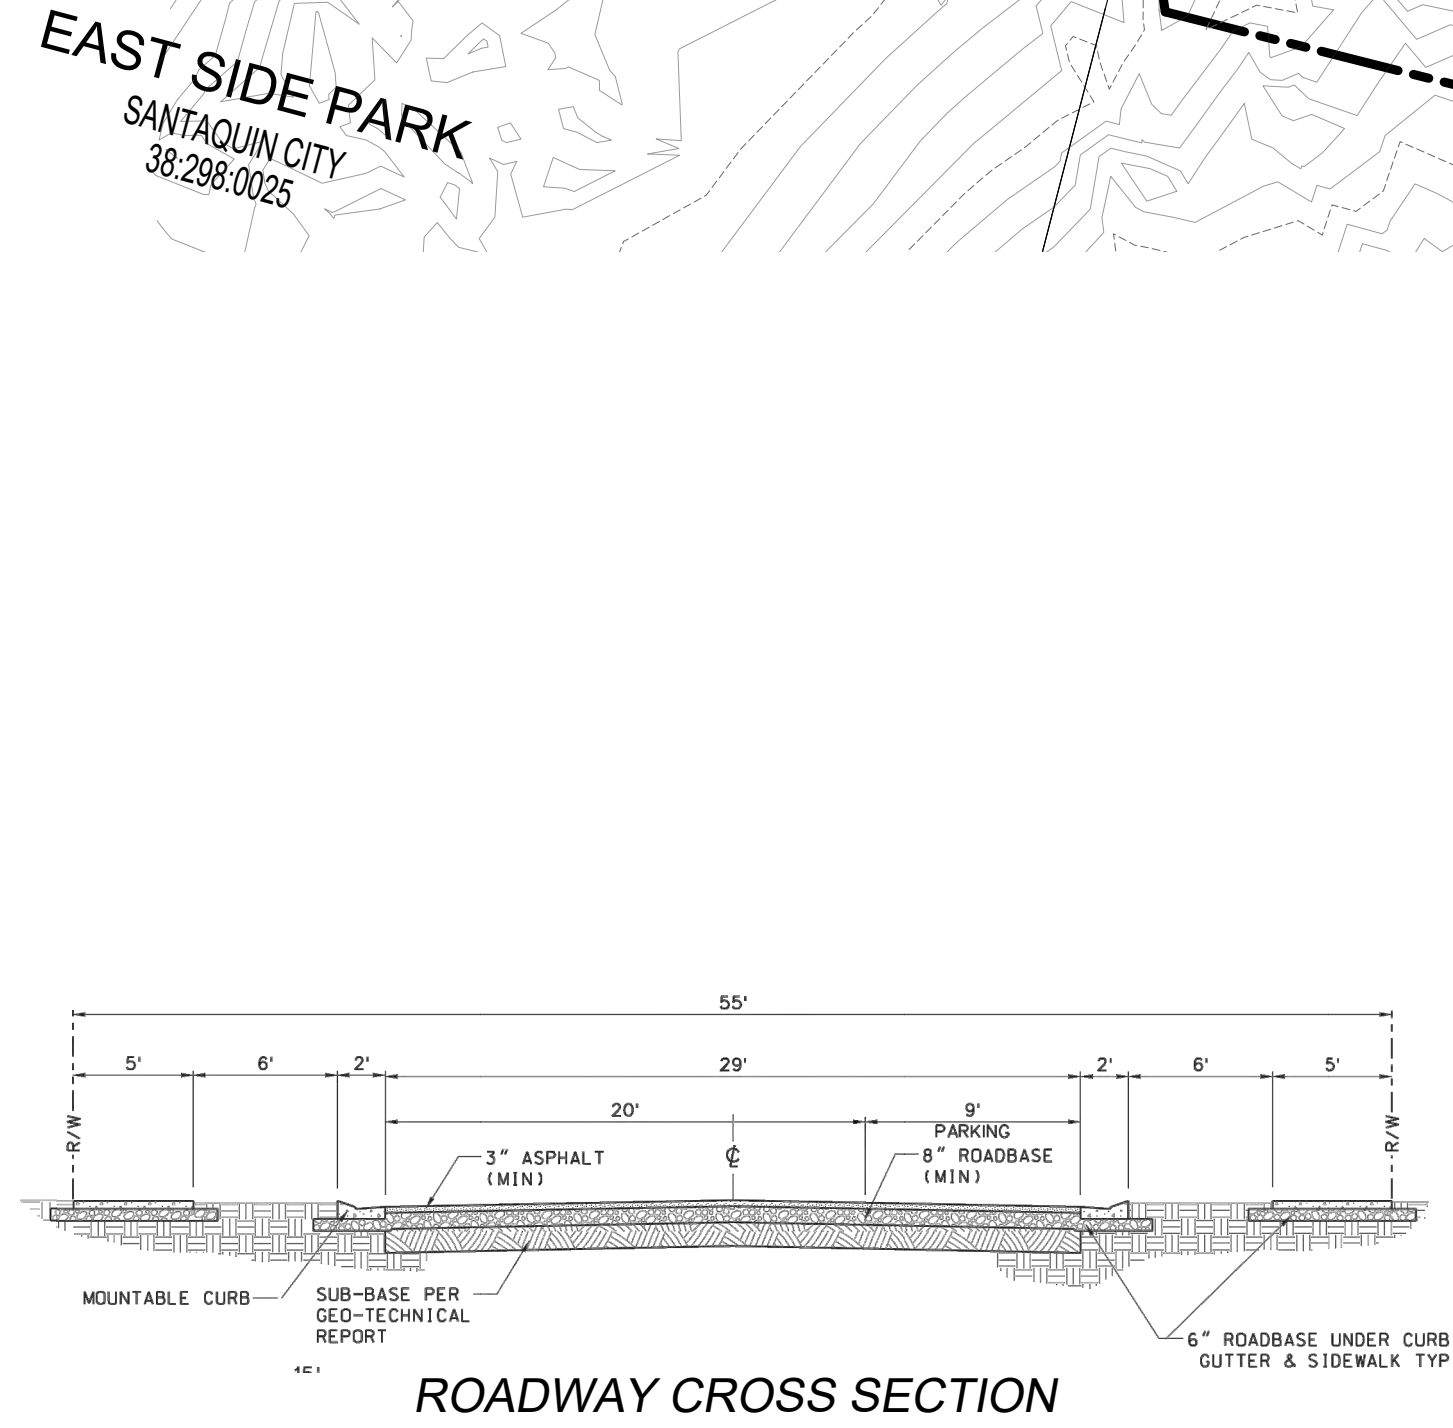 EAST SIDE PARK
SANTAQUIN CITY
38:298:0025
55'
5' 6' 2' 29' 2' 6' 5'
20' 9'
PARKING
R/W
R/W
3" ASPHALT
(MIN)
℄
8" ROADBASE
(MIN)
MOUNTABLE CURB
SUB-BASE PER
GEO-TECHNICAL
REPORT
6" ROADBASE UNDER CURB
GUTTER & SIDEWALK TYP
ROADWAY CROSS SECTION